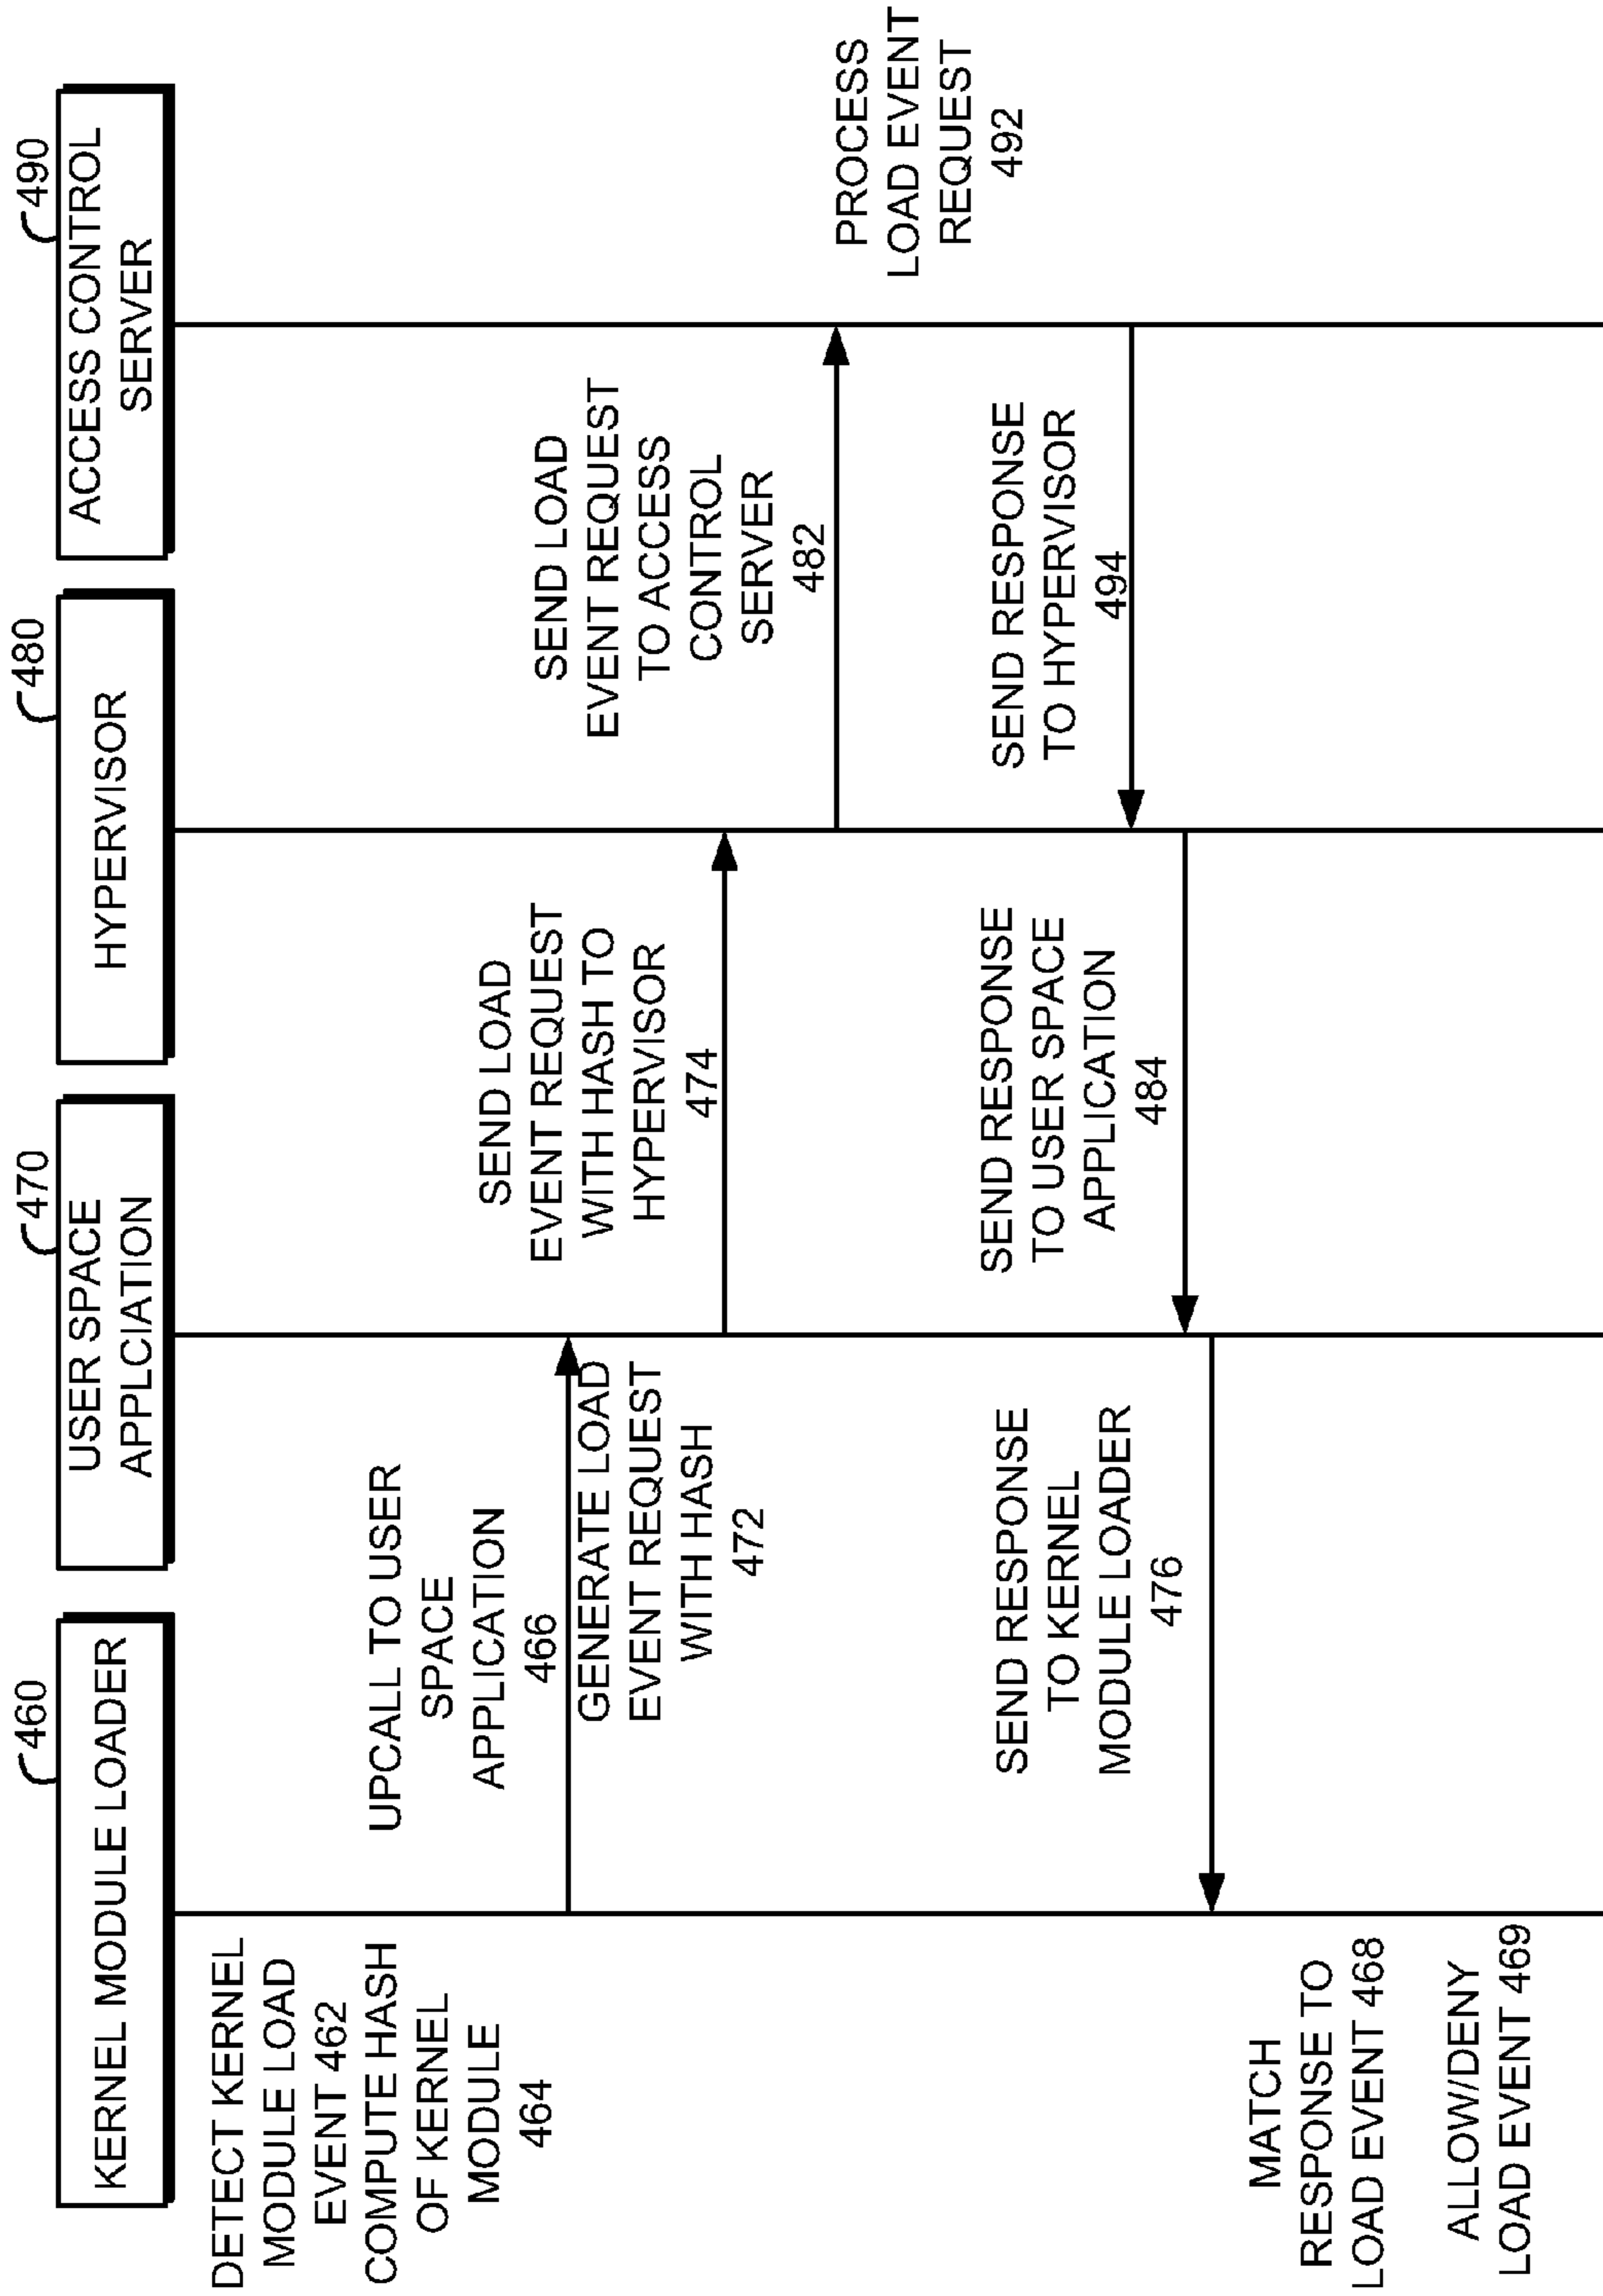 460
KERNEL MODULE LOADER
470
USER SPACE
APPLCIATION
480
HYPERVISOR
490
ACCESS CONTROL
SERVER
DETECT KERNEL
MODULE LOAD
EVENT 462
COMPUTE HASH
OF KERNEL
MODULE
464
UPCALL TO USER
SPACE
APPLICATION
466
GENERATE LOAD
EVENT REQUEST
WITH HASH
472
SEND LOAD
EVENT REQUEST
WITH HASH TO
HYPERVISOR
474
SEND LOAD
EVENT REQUEST
TO ACCESS
CONTROL
SERVER
482
PROCESS
LOAD EVENT
REQUEST
492
SEND RESPONSE
TO HYPERVISOR
494
SEND RESPONSE
TO USER SPACE
APPLICATION
484
SEND RESPONSE
TO KERNEL
MODULE LOADER
476
MATCH
RESPONSE TO
LOAD EVENT 468
ALLOW/DENY
LOAD EVENT 469